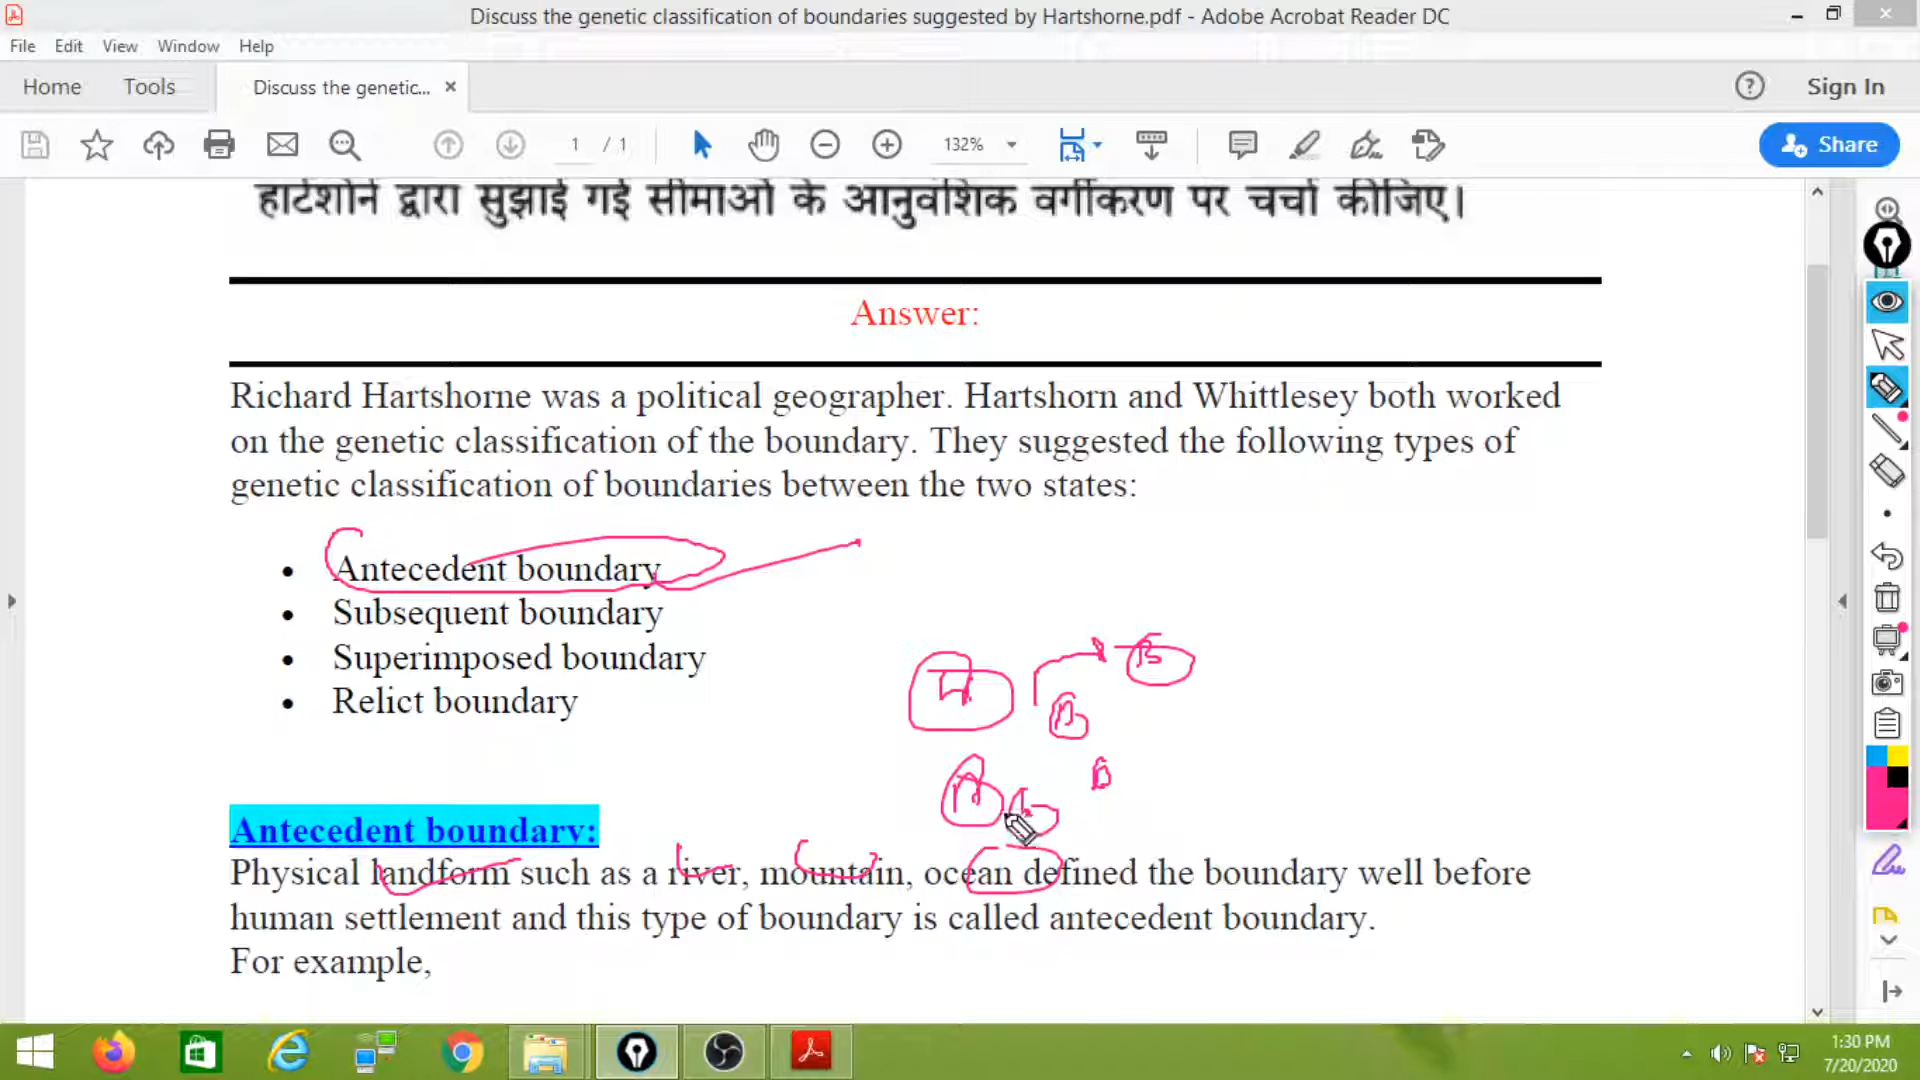 Discuss the genetic classification of boundaries suggested by Hartshorne.pdf - Adobe Acrobat Reader DC
File Edit View Window Help
Home Tools Discuss the genetic... × Sign In
1 / 1 132% Share
हार्टशोर्न द्वारा सुझाई गई सीमाओं के आनुवंशिक वर्गीकरण पर चर्चा कीजिए।
Answer:
Richard Hartshorne was a political geographer. Hartshorn and Whittlesey both worked
on the genetic classification of the boundary. They suggested the following types of
genetic classification of boundaries between the two states:
• Antecedent boundary
• Subsequent boundary
• Superimposed boundary
• Relict boundary
B
Antecedent boundary:
Physical landform such as a river, mountain, ocean defined the boundary well before
human settlement and this type of boundary is called antecedent boundary.
For example,
1:30 PM
7/20/2020